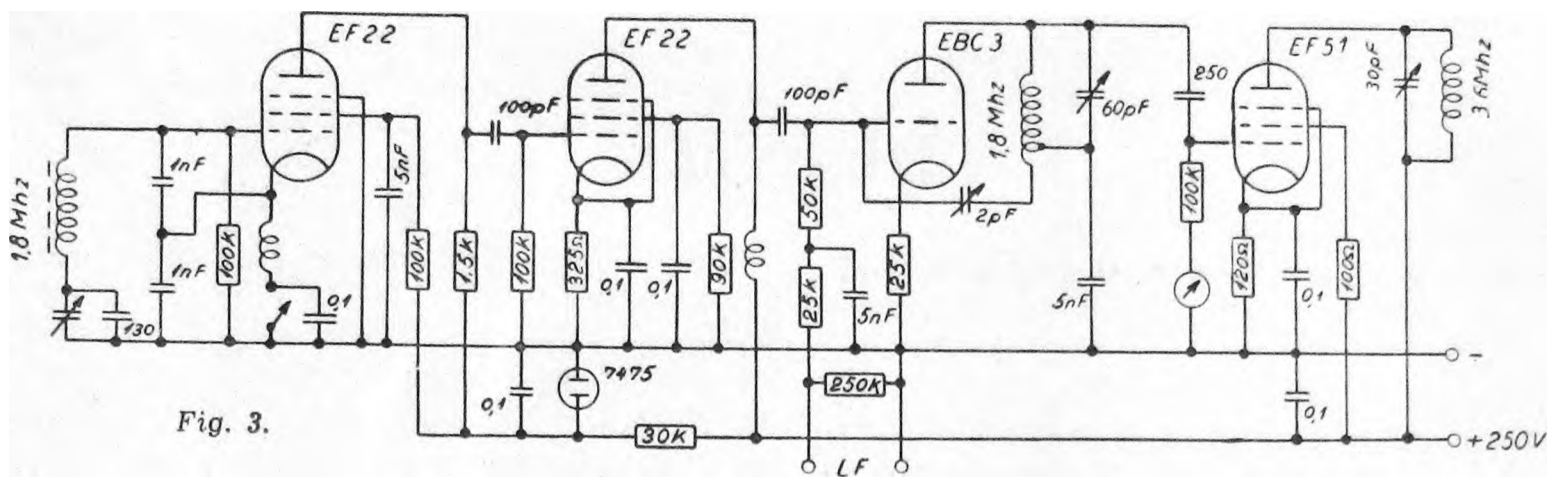 EF22
EF22
EBC3
EF51
1,8 Mhz
1nF
1nF
100K
130
0,1
5nF
100K
1.5K
100pF
100K
325Ω
0,1
0,1
90K
100pF
50K
25K
5nF
25K
2pF
1,8 Mhz
60pF
5nF
250
100K
120Ω
0,1
100Ω
30pF
3,6Mhz
-
7475
0,1
30K
250K
0,1
+250V
LF
Fig. 3.